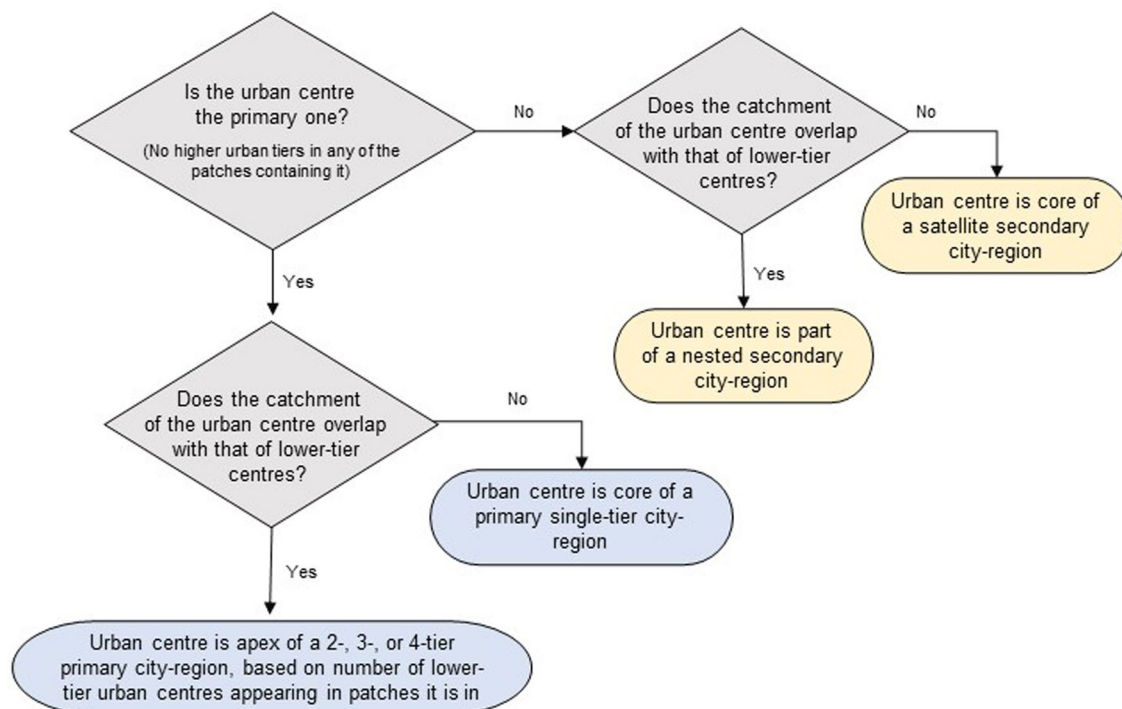 Is the urban centre
the primary one?
(No higher urban tiers in any of the
patches containing it)
No
Does the catchment
of the urban centre overlap
with that of lower-tier
centres?
No
Urban centre is core of
a satellite secondary
city-region
Yes
Urban centre is part
of a nested secondary
city-region
Yes
Does the catchment
of the urban centre overlap
with that of lower-tier
centres?
No
Urban centre is core of a
primary single-tier city-
region
Yes
Urban centre is apex of a 2-, 3-, or 4-tier
primary city-region, based on number of lower-
tier urban centres appearing in patches it is in